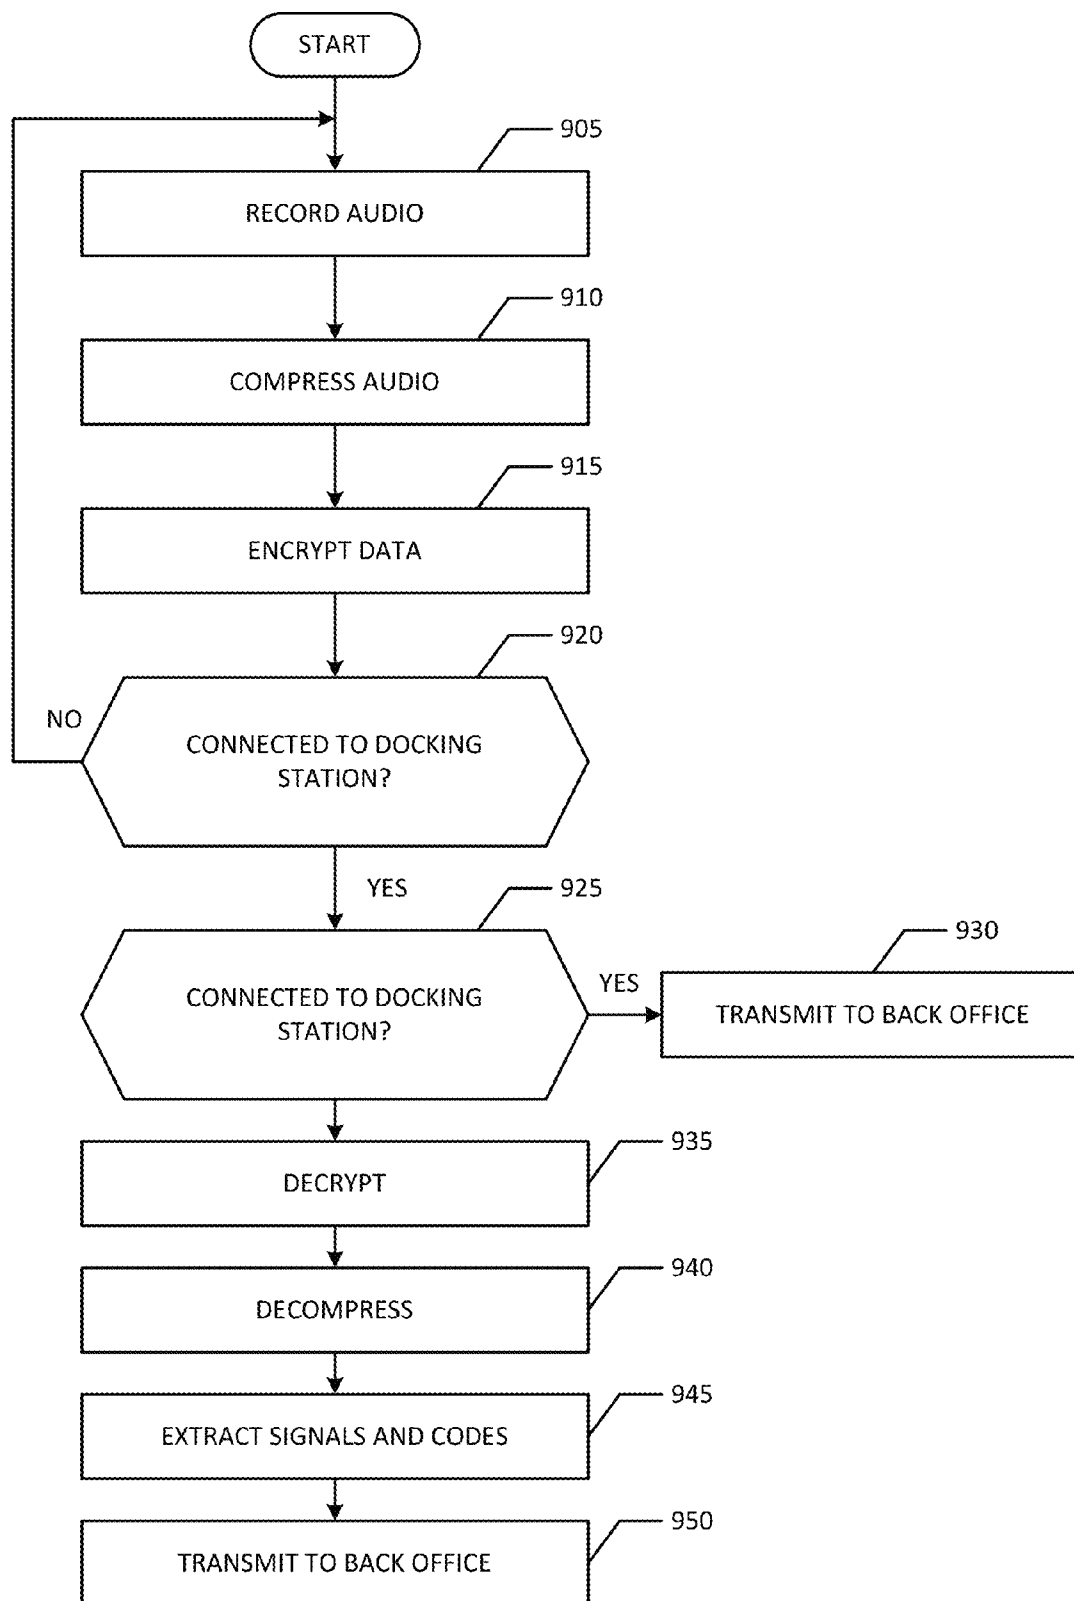 START
905
RECORD AUDIO
910
COMPRESS AUDIO
915
ENCRYPT DATA
920
NO
CONNECTED TO DOCKING
STATION?
YES
925
930
CONNECTED TO DOCKING
STATION?
YES
TRANSMIT TO BACK OFFICE
935
DECRYPT
940
DECOMPRESS
945
EXTRACT SIGNALS AND CODES
950
TRANSMIT TO BACK OFFICE